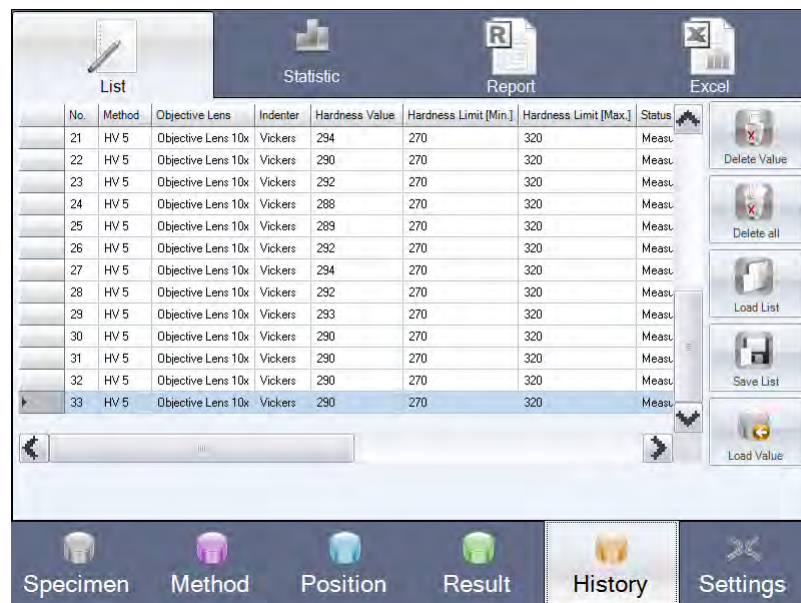 List Statistic Report Excel
No. Method Objective Lens Indenter Hardness Value Hardness Limit [Min.] Hardness Limit [Max.] Status
21 HV 5 Objective Lens 10x Vickers 294 270 320 Measu
22 HV 5 Objective Lens 10x Vickers 290 270 320 Measu
23 HV 5 Objective Lens 10x Vickers 292 270 320 Measu
24 HV 5 Objective Lens 10x Vickers 288 270 320 Measu
25 HV 5 Objective Lens 10x Vickers 289 270 320 Measu
26 HV 5 Objective Lens 10x Vickers 292 270 320 Measu
27 HV 5 Objective Lens 10x Vickers 294 270 320 Measu
28 HV 5 Objective Lens 10x Vickers 292 270 320 Measu
29 HV 5 Objective Lens 10x Vickers 293 270 320 Measu
30 HV 5 Objective Lens 10x Vickers 290 270 320 Measu
31 HV 5 Objective Lens 10x Vickers 290 270 320 Measu
32 HV 5 Objective Lens 10x Vickers 290 270 320 Measu
33 HV 5 Objective Lens 10x Vickers 290 270 320 Measu
Delete Value
Delete all
Load List
Save List
Load Value
Specimen Method Position Result History Settings